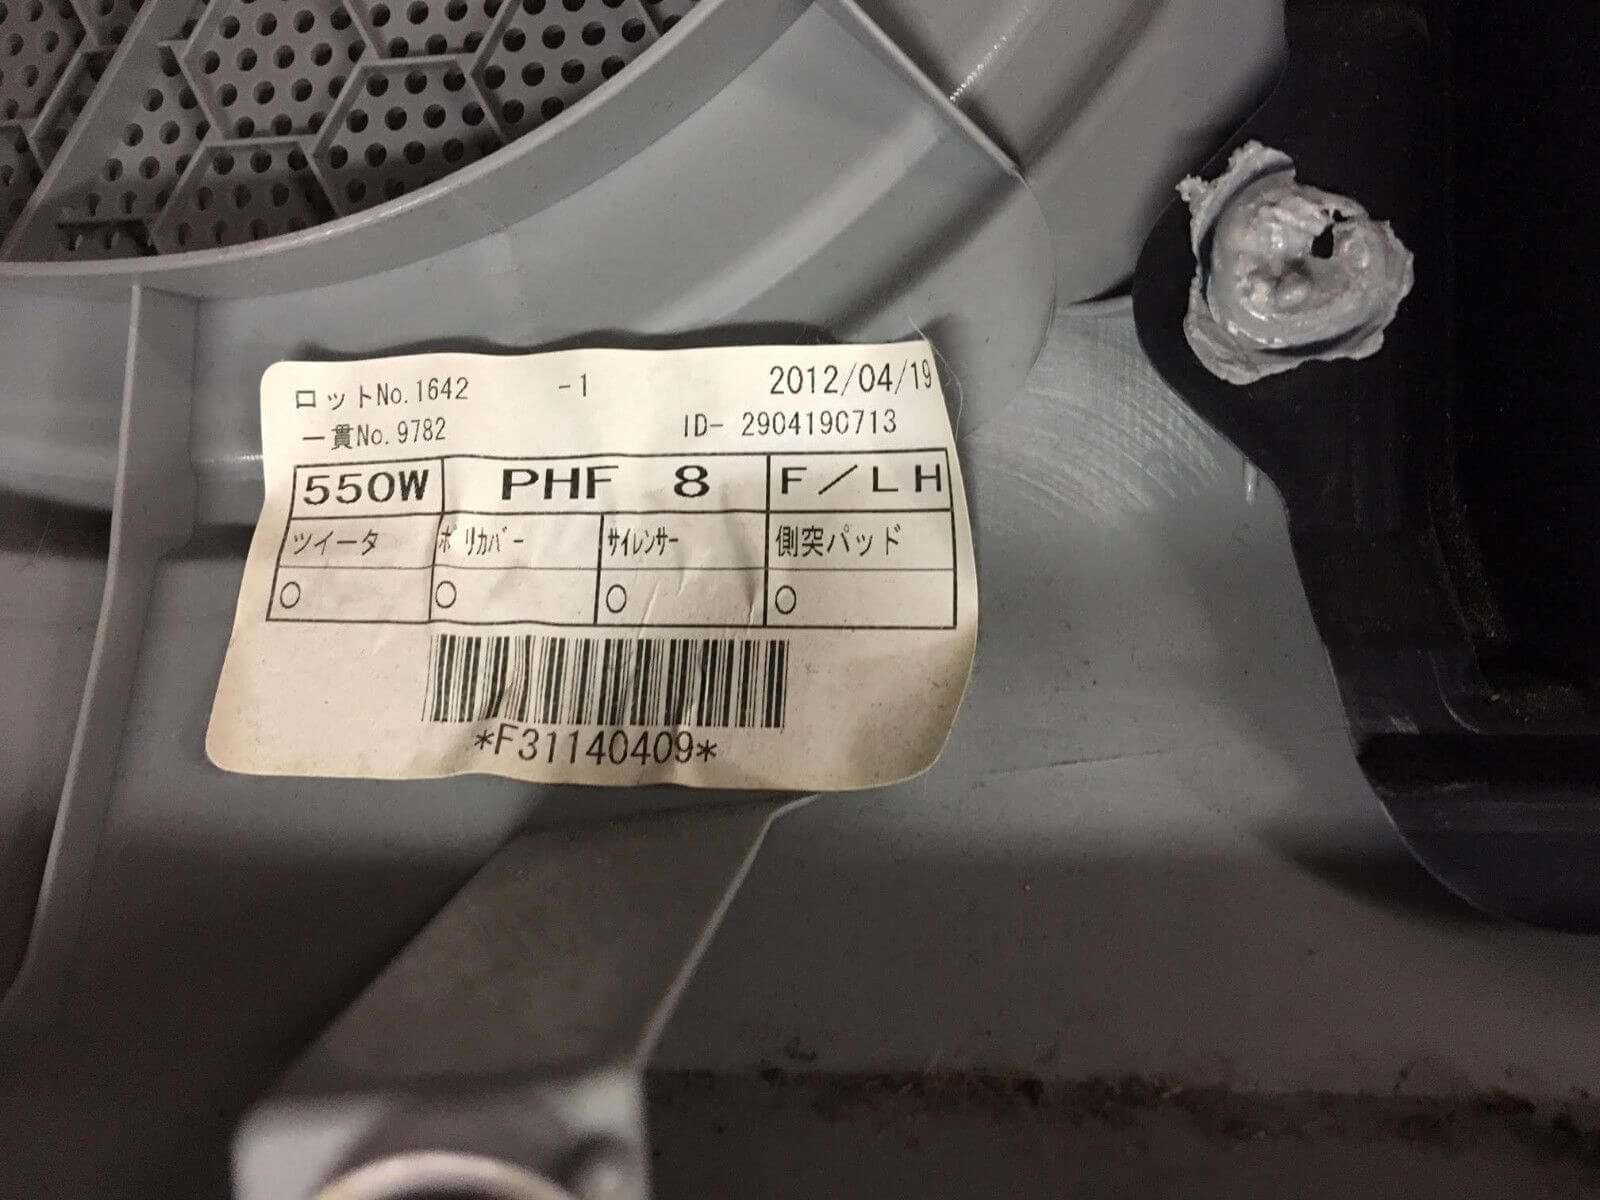 ロットNo.1642 -1 2012/04/19
一貫No.9782 ID- 2904190713
550W PHF 8 F/LH
ツイータ ポリカバー サイレンサー 側突パッド
○ ○ ○ ○
*F31140409*